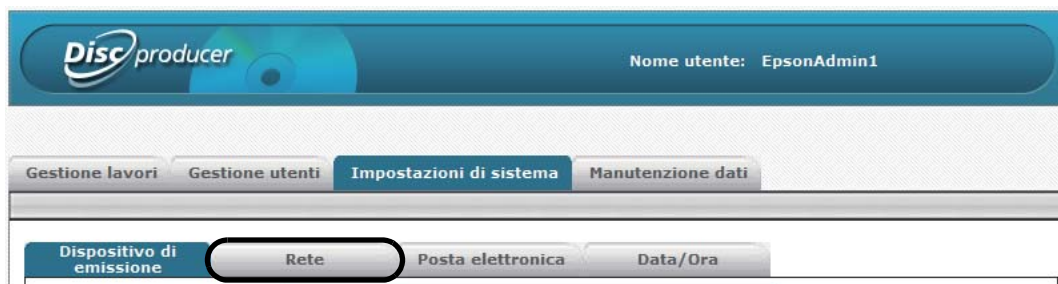 Disc producer
Nome utente: EpsonAdmin1
Gestione lavori Gestione utenti Impostazioni di sistema Manutenzione dati
Dispositivo di
emissione
Rete Posta elettronica Data/Ora